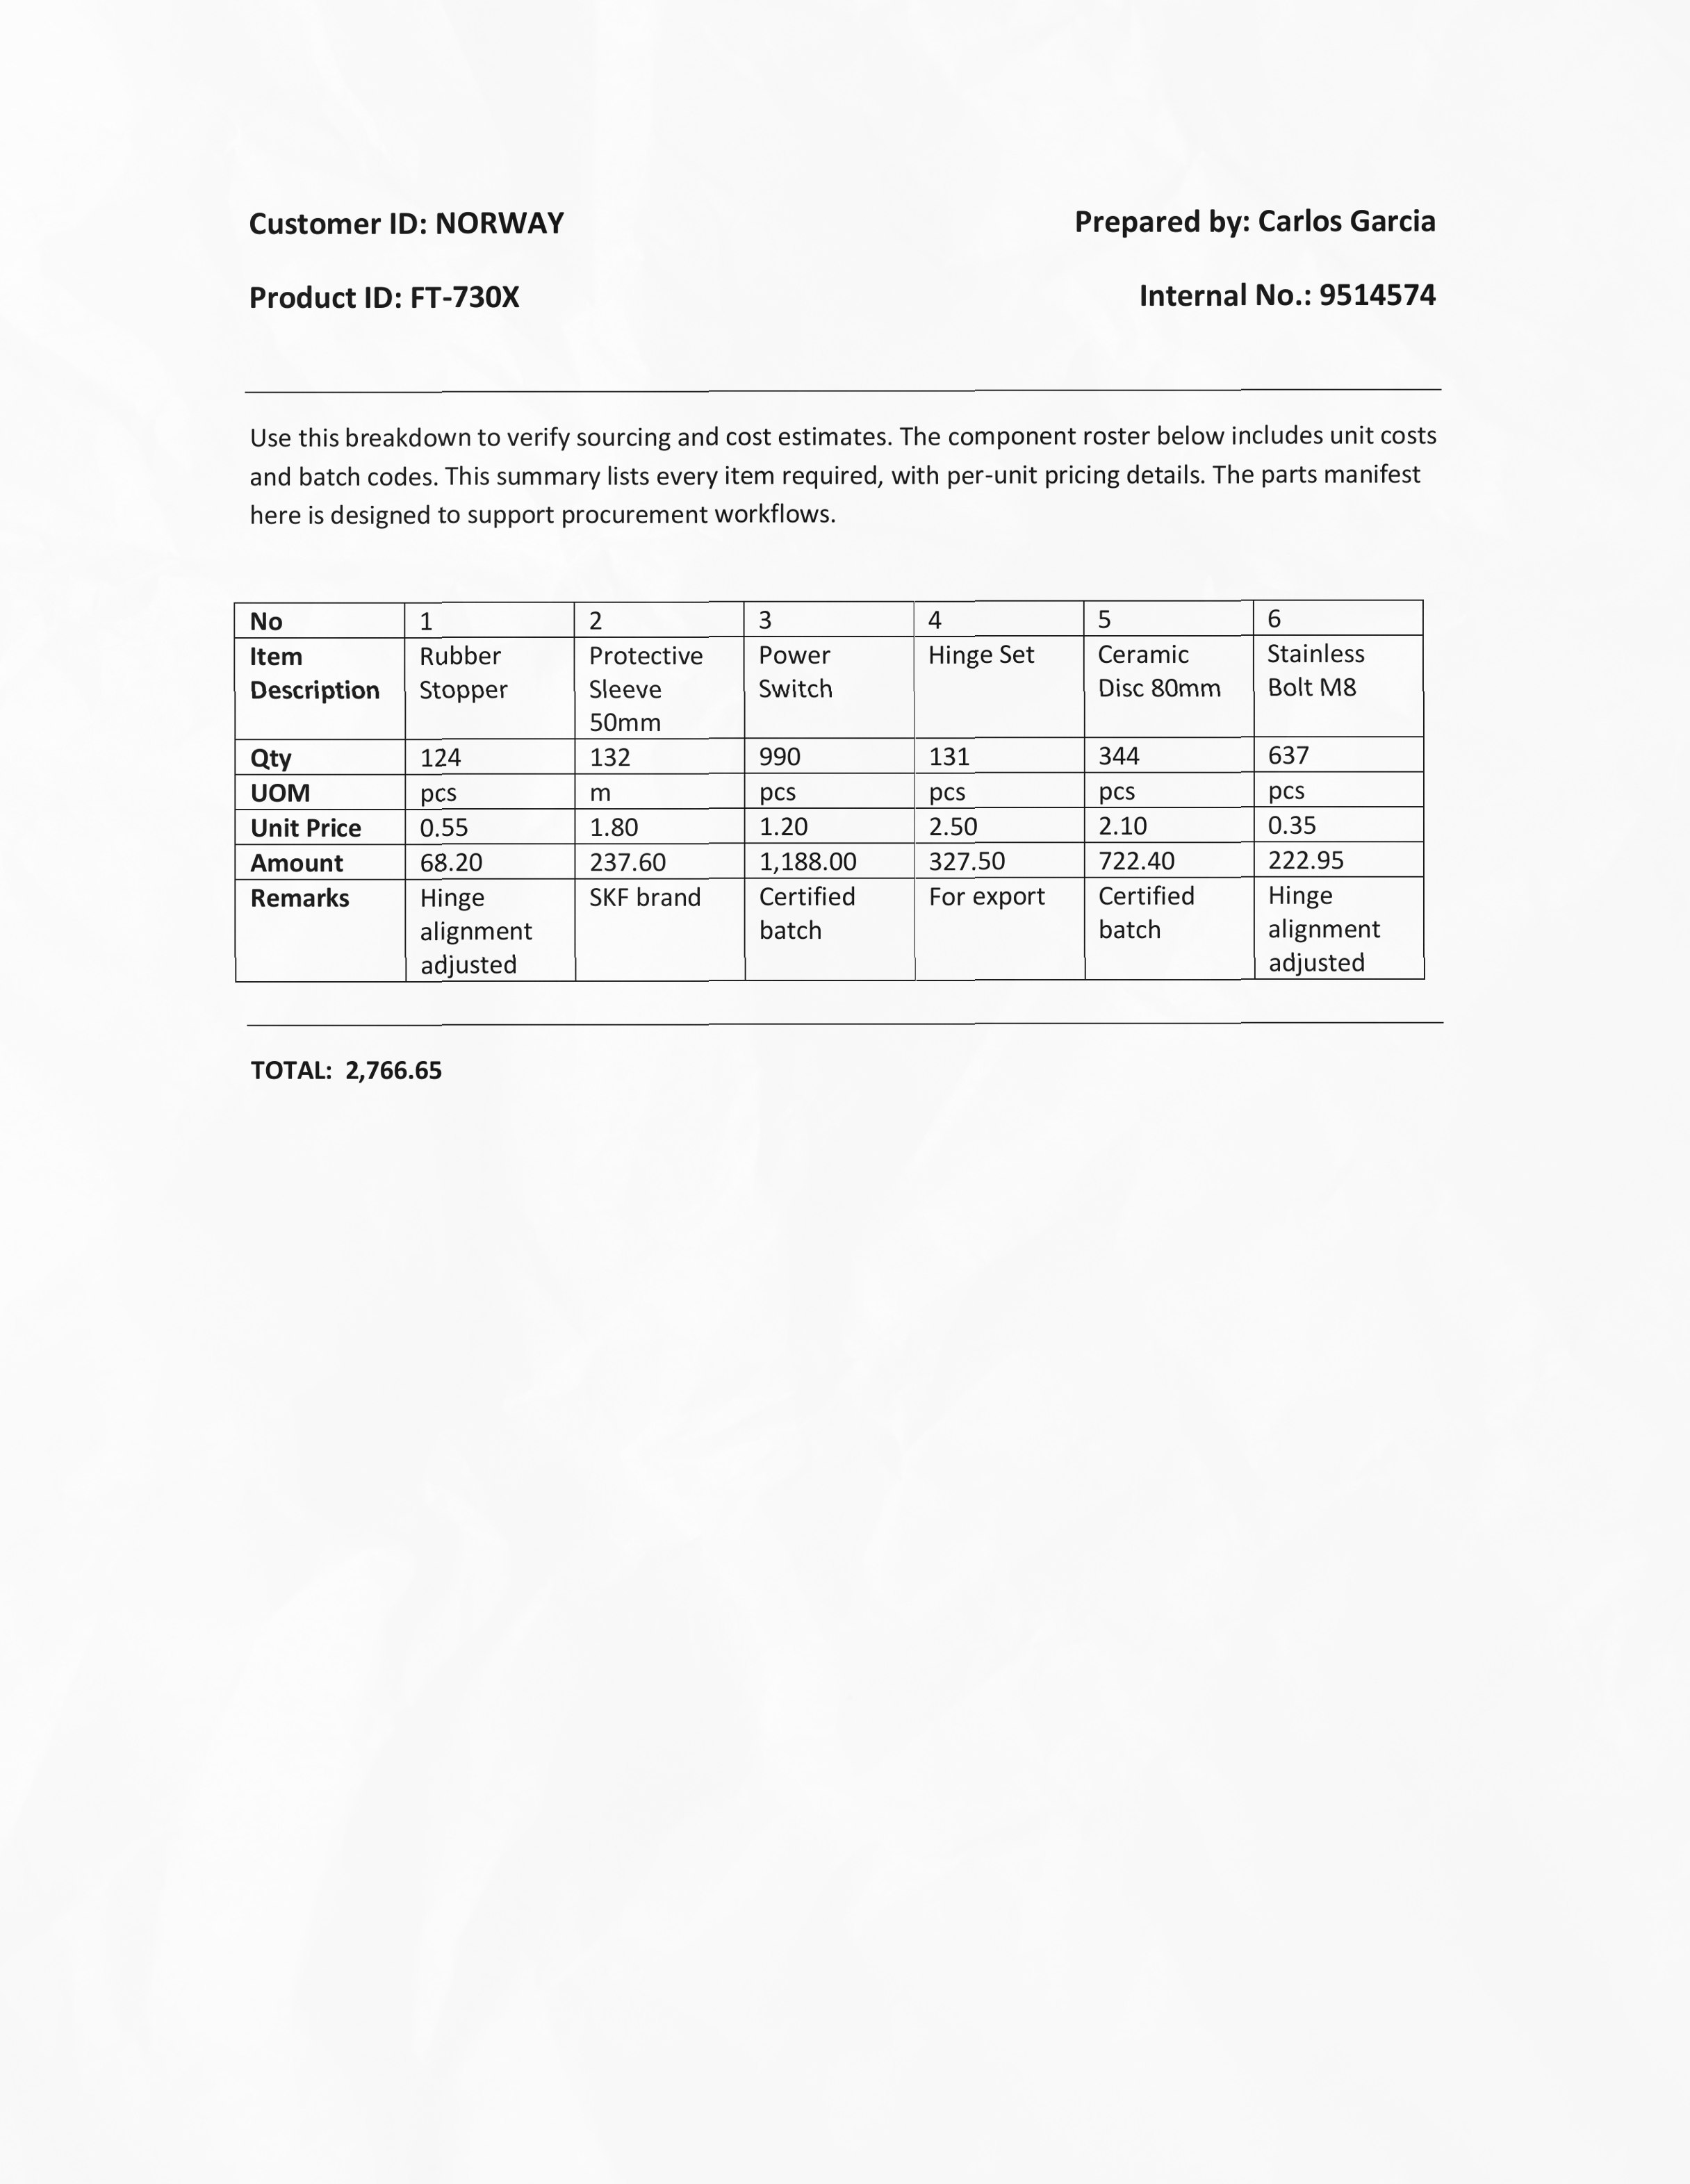 Customer ID: NORWAY    Prepared by: Carlos Garcia
Product ID: FT-730X    Internal No.: 9514574
Use this breakdown to verify sourcing and cost estimates. The component roster below includes unit costs
and batch codes. This summary lists every item required, with per-unit pricing details. The parts manifest
here is designed to support procurement workflows.
No 1 2 3 4 5 6
Item Rubber Protective Power Hinge Set Ceramic Stainless
Description Stopper Sleeve Switch Disc 80mm Bolt M8
50mm
Qty 124 132 990 131 344 637
UOM pcs m pcs pcs pcs pcs
Unit Price 0.55 1.80 1.20 2.50 2.10 0.35
Amount 68.20 237.60 1,188.00 327.50 722.40 222.95
Remarks Hinge SKF brand Certified For export Certified Hinge
alignment batch batch alignment
adjusted adjusted
TOTAL: 2,766.65